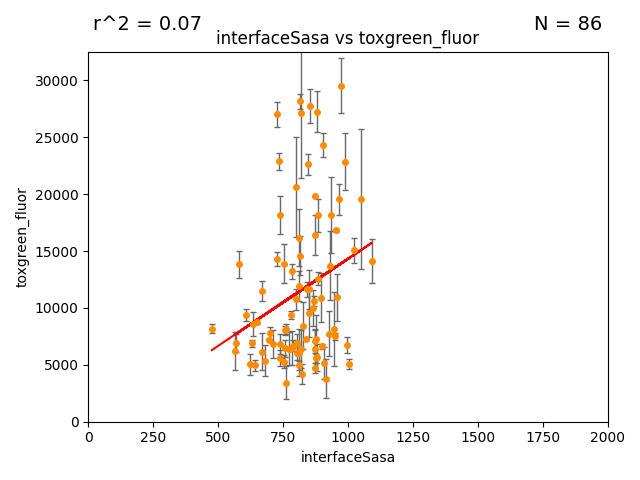 r^2 = 0.07
N = 86
interfaceSasa vs toxgreen_fluor
30000
25000
20000
15000
10000
5000
0
toxgreen_fluor
0 250 500 750 1000 1250 1500 1750 2000
interfaceSasa